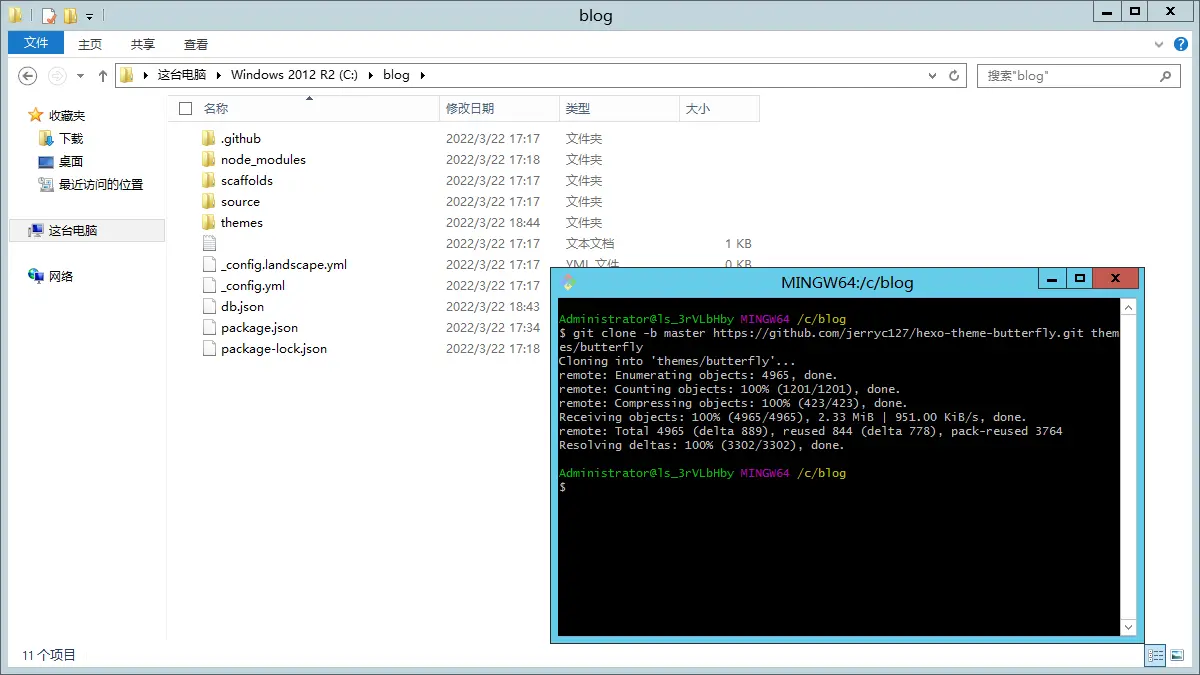 blog
文件 主页 共享 查看
这台电脑 Windows 2012 R2 (C:) blog
搜索"blog"
名称 修改日期 类型 大小
收藏夹
下载
桌面
最近访问的位置
这台电脑
网络
.github 2022/3/22 17:17 文件夹
node_modules 2022/3/22 17:18 文件夹
scaffolds 2022/3/22 17:17 文件夹
source 2022/3/22 17:17 文件夹
themes 2022/3/22 18:44 文件夹
2022/3/22 17:17 文本文档 1 KB
_config.landscape.yml 2022/3/22 17:17 YML 文件 0 KB
_config.yml 2022/3/22 17:17
db.json 2022/3/22 18:43
package.json 2022/3/22 17:34
package-lock.json 2022/3/22 17:18
MINGW64:/c/blog
Administrator@ls_3rVLbHby MINGW64 /c/blog
$ git clone -b master https://github.com/jerryc127/hexo-theme-butterfly.git them
es/butterfly
Cloning into 'themes/butterfly'...
remote: Enumerating objects: 4965, done.
remote: Counting objects: 100% (1201/1201), done.
remote: Compressing objects: 100% (423/423), done.
Receiving objects: 100% (4965/4965), 2.33 MiB | 951.00 KiB/s, done.
remote: Total 4965 (delta 889), reused 844 (delta 778), pack-reused 3764
Resolving deltas: 100% (3302/3302), done.
Administrator@ls_3rVLbHby MINGW64 /c/blog
$
11 个项目